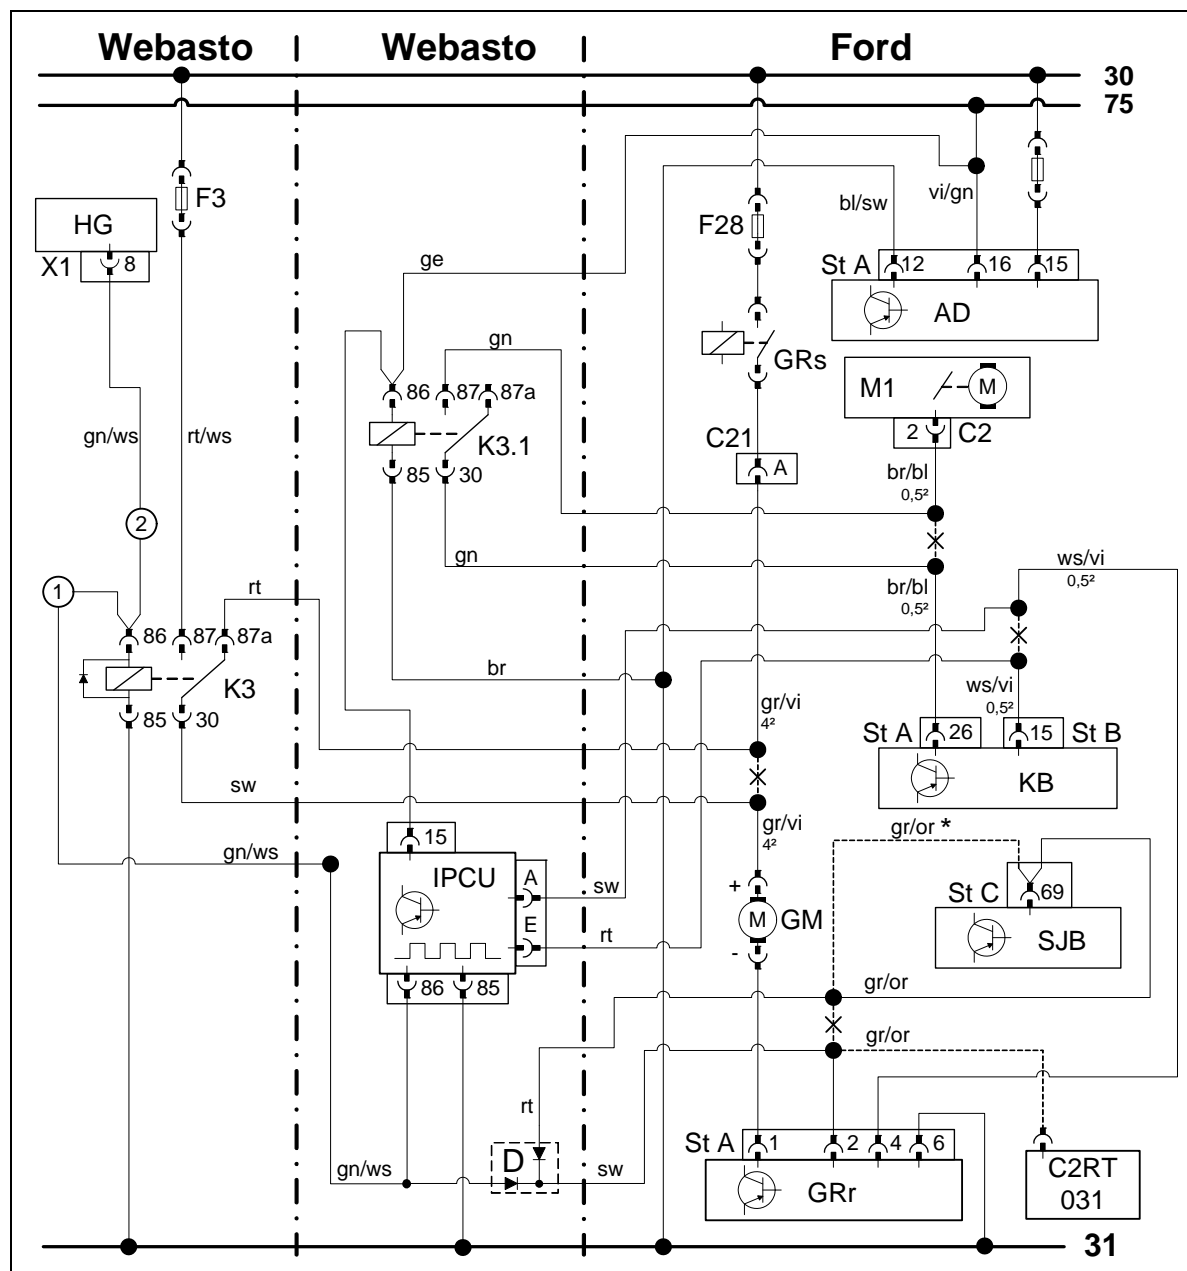 Webasto
Webasto
Ford
30
75
F3
HG
X1
8
ge
bl/sw
vi/gn
F28
St A
12
16
15
AD
gn
GRs
M1
M
86
87
87a
K3.1
85
30
C21
A
2
C2
gn/ws
rt/ws
br/bl
0,5²
2
gn
ws/vi
0,5²
br/bl
0,5²
1
rt
86
87
87a
K3
br
85
30
gr/vi
4²
ws/vi
0,5²
St A
26
15
St B
KB
sw
15
gr/vi
4²
gr/or *
gn/ws
IPCU
A
sw
E
rt
+
M
GM
-
St C
69
SJB
86
85
gr/or
gr/or
rt
St A
1
2
4
6
gn/ws
D
sw
GRr
C2RT
031
31